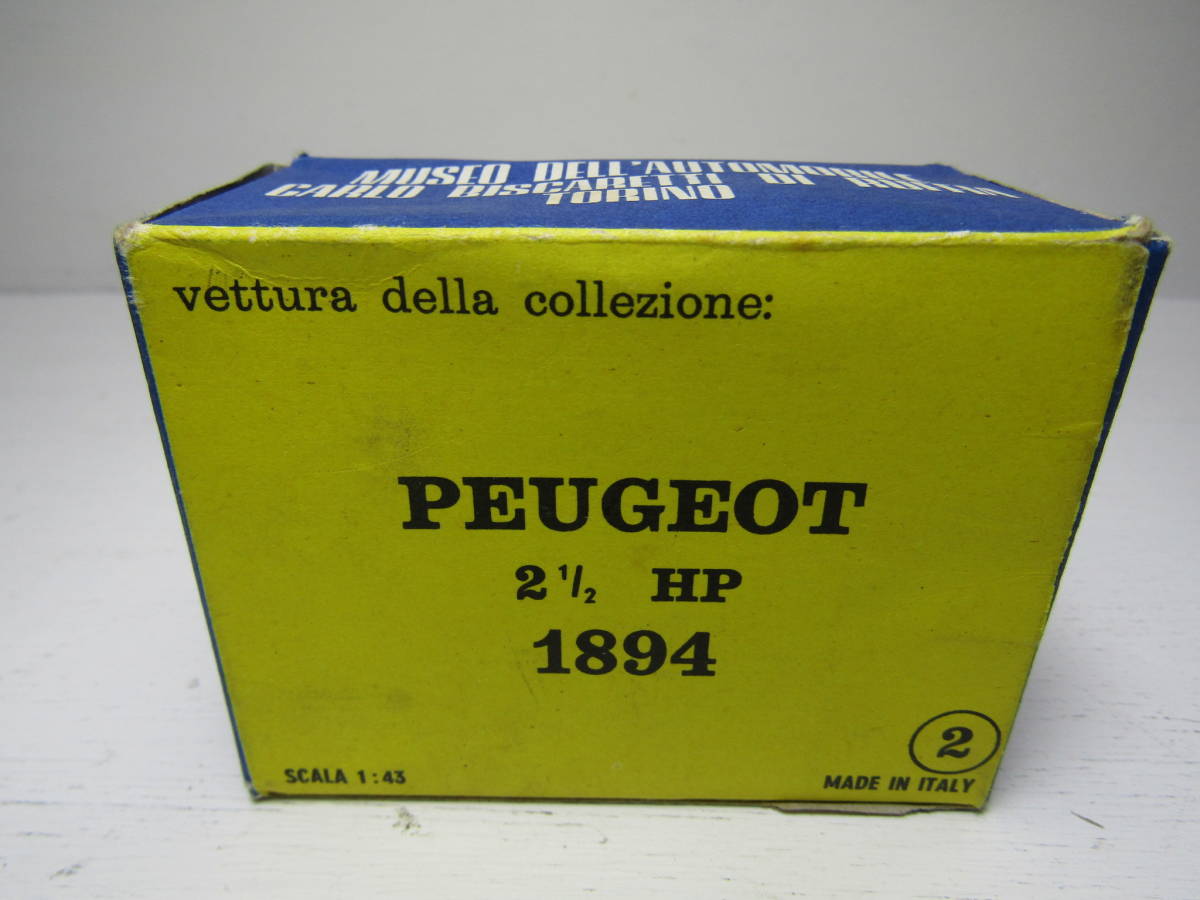 MUSEO DELL'AUTOMOBILE
CARLO BISCARETTI DI RUFFIA
TORINO
vettura della collezione:
PEUGEOT
2 1/2 HP
1894
2
SCALA 1:43
MADE IN ITALY